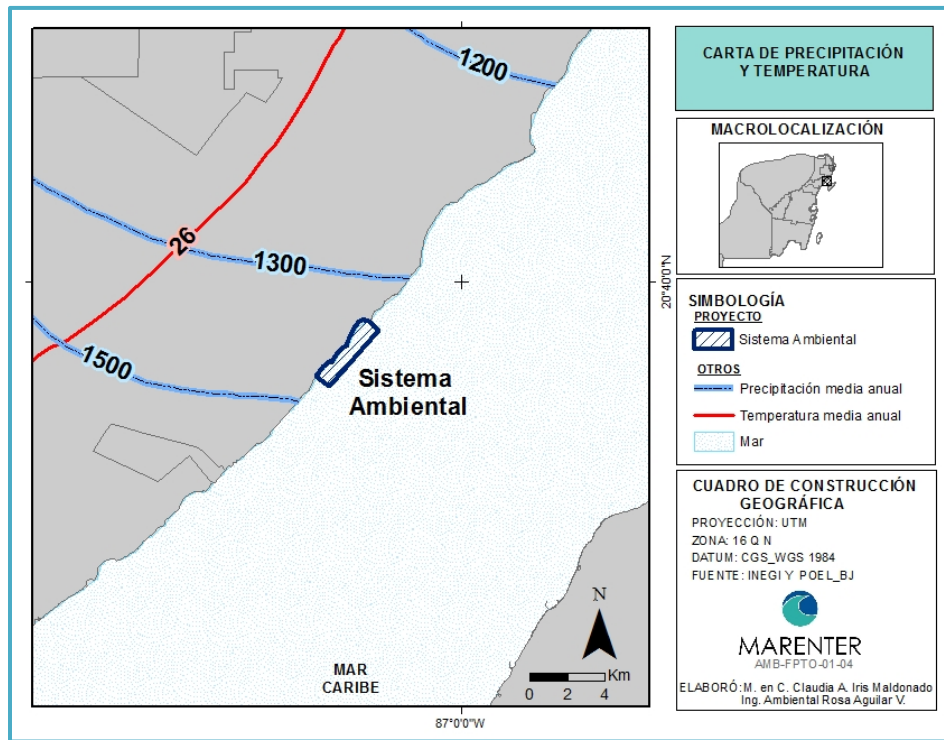 1200
26
1300
1500
Sistema
Ambiental
MAR
CARIBE
N
Km
0 2 4
20°40'0"N
87°0'0"W
CARTA DE PRECIPITACIÓN
Y TEMPERATURA
MACROLOCALIZACIÓN
SIMBOLOGÍA
PROYECTO
Sistema Ambiental
OTROS
Precipitación media anual
Temperatura media anual
Mar
CUADRO DE CONSTRUCCIÓN
GEOGRÁFICA
PROYECCIÓN: UTM
ZONA: 16 Q N
DATUM: CGS_WGS 1984
FUENTE: INEGI Y POEL_BJ
MARENTER
AMB-FPTO-01-04
ELABORÓ: M. en C. Claudia A. Iris Maldonado
Ing. Ambiental Rosa Aguilar V.